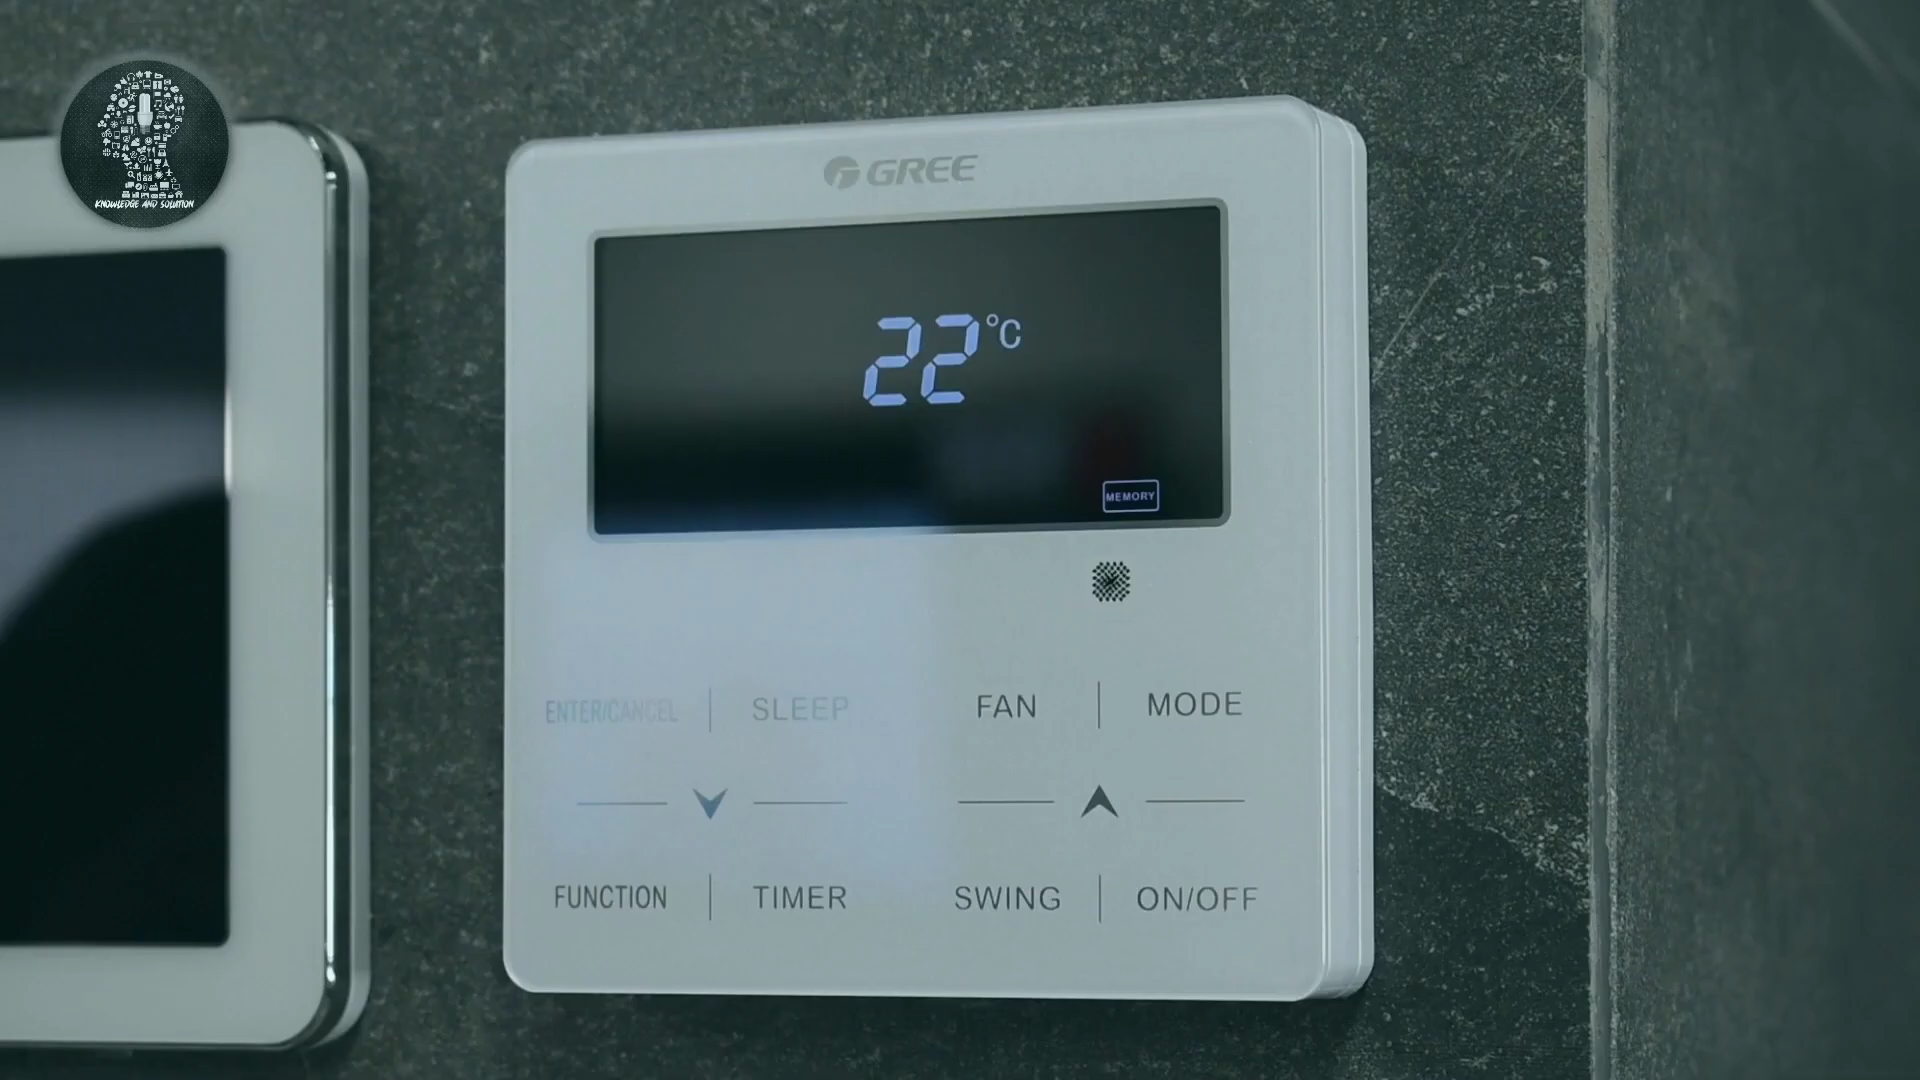 KNOWLEDGE AND SOLUTION
GREE
22°C
MEMORY
ENTER/CANCEL SLEEP FAN MODE
FUNCTION TIMER SWING ON/OFF